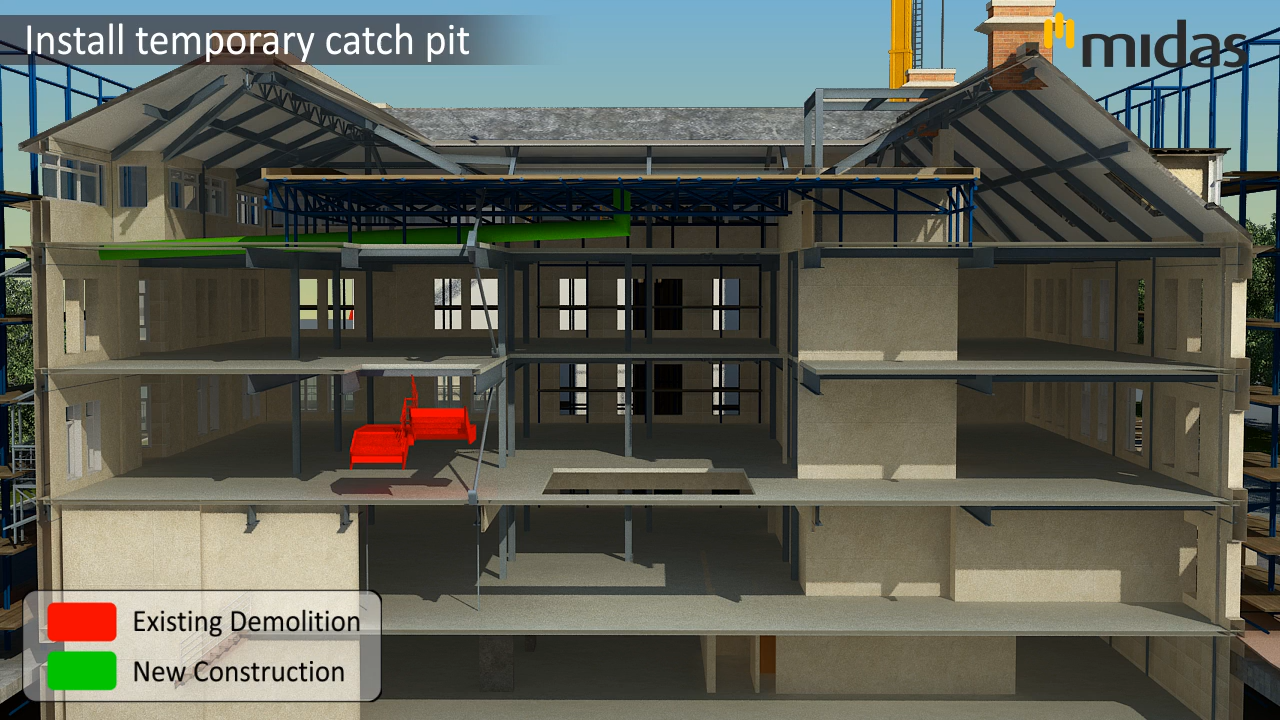 Install temporary catch pit
midas
Existing Demolition
New Construction